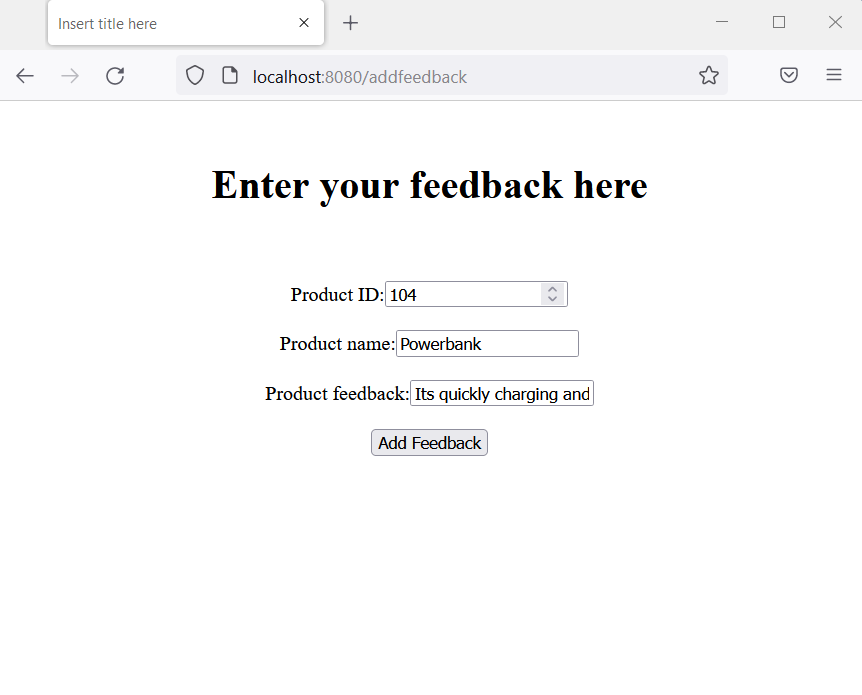 Insert title here
localhost:8080/addfeedback
Enter your feedback here
Product ID: 104
Product name: Powerbank
Product feedback: Its quickly charging and
Add Feedback